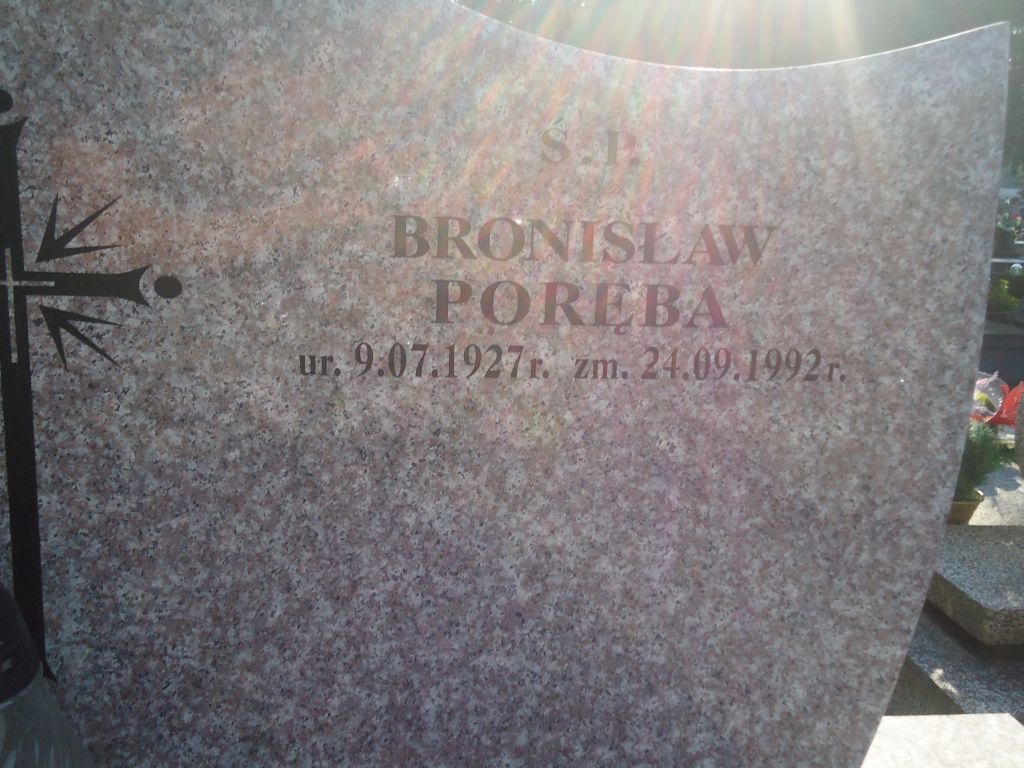 Ś.P.
BRONISŁAW
PORĘBA
ur. 9.07.1927r. zm. 24.09.1992r.